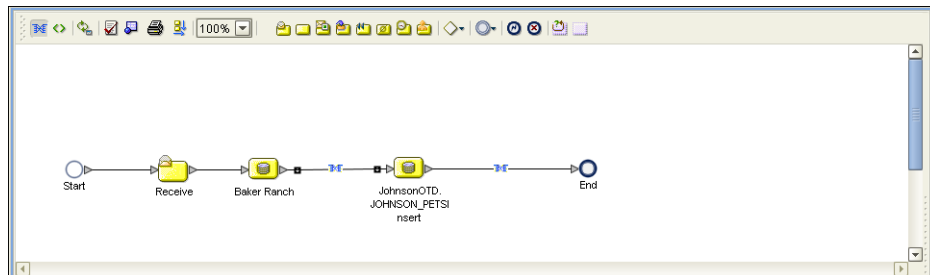 100%
Start
Receive
Baker Ranch
JohnsonOTD.
JOHNSON_PETSI
nsert
End